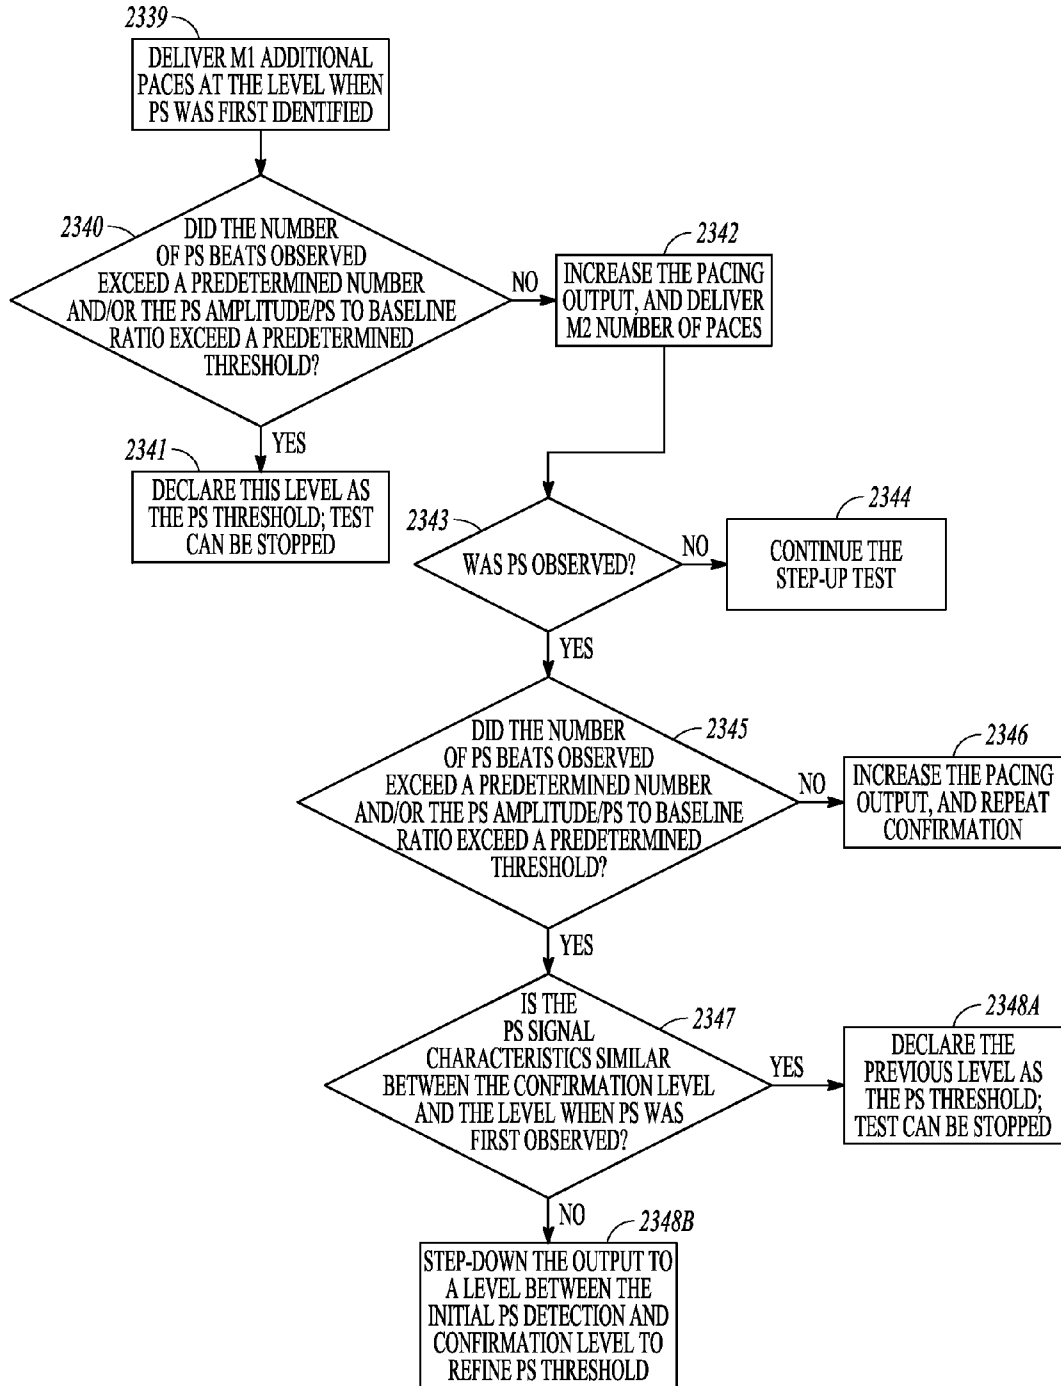 2339
DELIVER M1 ADDITIONAL
PACES AT THE LEVEL WHEN
PS WAS FIRST IDENTIFIED
2340
DID THE NUMBER
OF PS BEATS OBSERVED
EXCEED A PREDETERMINED NUMBER
AND/OR THE PS AMPLITUDE/PS TO BASELINE
RATIO EXCEED A PREDETERMINED
THRESHOLD?
NO
2342
INCREASE THE PACING
OUTPUT, AND DELIVER
M2 NUMBER OF PACES
YES
2341
DECLARE THIS LEVEL AS
THE PS THRESHOLD; TEST
CAN BE STOPPED
2343
WAS PS OBSERVED?
NO
2344
CONTINUE THE
STEP-UP TEST
YES
2345
DID THE NUMBER
OF PS BEATS OBSERVED
EXCEED A PREDETERMINED NUMBER
AND/OR THE PS AMPLITUDE/PS TO BASELINE
RATIO EXCEED A PREDETERMINED
THRESHOLD?
NO
2346
INCREASE THE PACING
OUTPUT, AND REPEAT
CONFIRMATION
YES
2347
IS THE
PS SIGNAL
CHARACTERISTICS SIMILAR
BETWEEN THE CONFIRMATION LEVEL
AND THE LEVEL WHEN PS WAS
FIRST OBSERVED?
YES
2348A
DECLARE THE
PREVIOUS LEVEL AS
THE PS THRESHOLD;
TEST CAN BE STOPPED
NO
2348B
STEP-DOWN THE OUTPUT TO
A LEVEL BETWEEN THE
INITIAL PS DETECTION AND
CONFIRMATION LEVEL TO
REFINE PS THRESHOLD